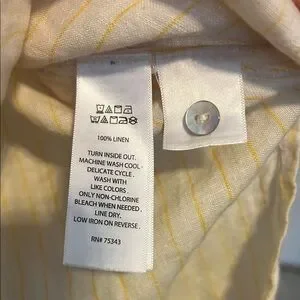 100% LINEN
TURN INSIDE OUT.
MACHINE WASH COOL -
DELICATE CYCLE.
WASH WITH
LIKE COLORS.
ONLY NON-CHLORINE
BLEACH WHEN NEEDED.
LINE DRY.
LOW IRON ON REVERSE.
RN# 75343